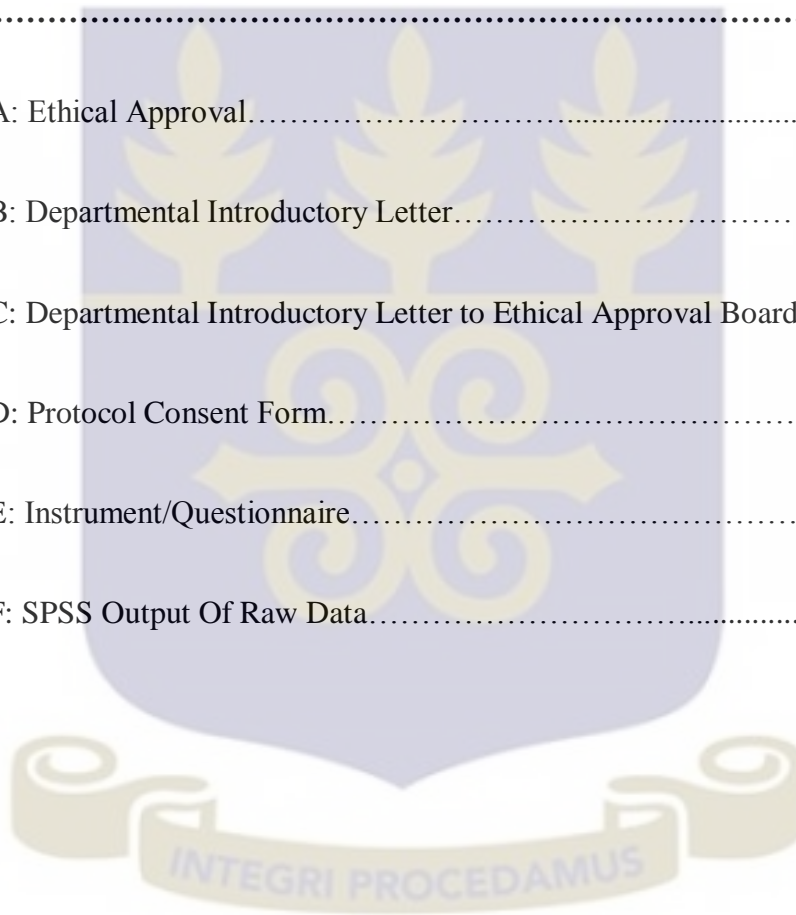 ................................................................................
A: Ethical Approval……………………………...............................
B: Departmental Introductory Letter……………………………
C: Departmental Introductory Letter to Ethical Approval Board
D: Protocol Consent Form………………………………………
E: Instrument/Questionnaire……………………………………
F: SPSS Output Of Raw Data…………………………..............
INTEGRI PROCEDAMUS